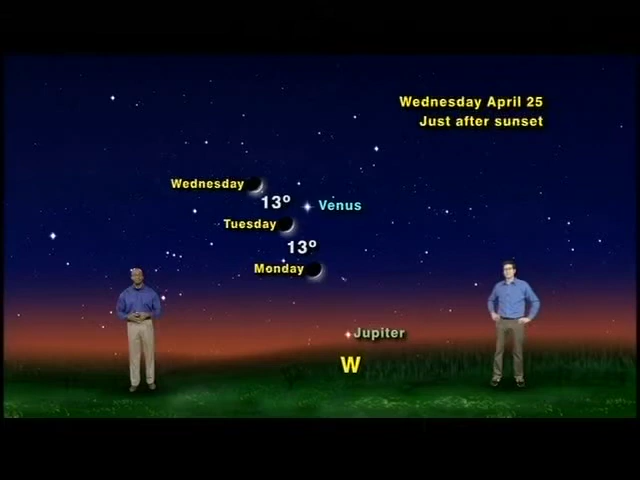 Wednesday April 25
Just after sunset
Wednesday
13º
Venus
Tuesday
13º
Monday
Jupiter
W